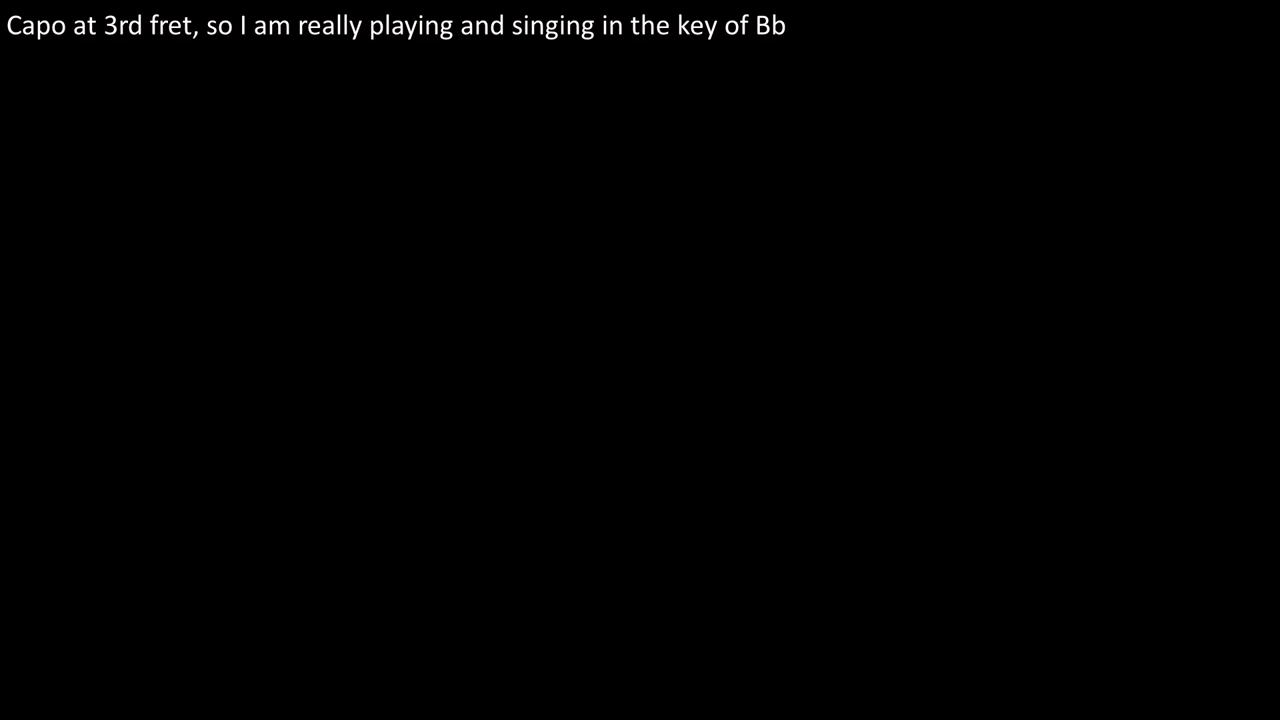 Capo at 3rd fret, so I am really playing and singing in the key of Bb